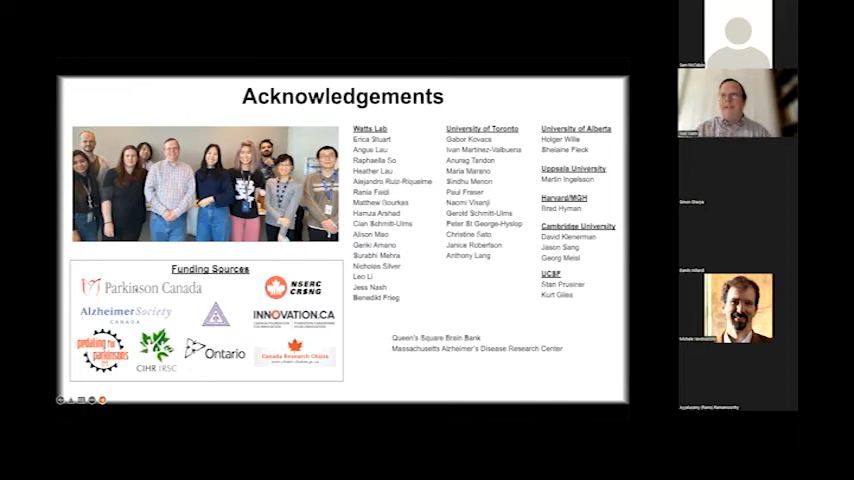 Acknowledgements
Watts Lab
Erica Stuart
Angus Lau
Raphaella So
Heather Lau
Alejandro Ruiz-Riquelme
Rania Faidi
Matthew Bourkas
Hamza Arshad
Cian Schmitt-Ulms
Alison Mao
Genki Amano
Surabhi Mehra
Nicholas Silver
Leo Li
Jess Nash
Benedikt Frieg
University of Toronto
Gabor Kovacs
Ivan Martinez-Valbuena
Anurag Tandon
Maria Marano
Sindhu Menon
Paul Fraser
Naomi Visanji
Gerold Schmitt-Ulms
Peter St George-Hyslop
Christine Sato
Janice Robertson
Anthony Lang
University of Alberta
Holger Wille
Shelaine Fleck
Uppsala University
Martin Ingelsson
Harvard/MGH
Brad Hyman
Cambridge University
David Klenerman
Jason Sang
Georg Meisl
UCSF
Stan Prusiner
Kurt Giles
Queen's Square Brain Bank
Massachusetts Alzheimer's Disease Research Center
Funding Sources
Parkinson Canada
NSERC
CRSNG
Alzheimer Society
CANADA
INNOVATION.CA
pedaling for
parkinsons
CIHR IRSC
Ontario
Canada Research Chairs